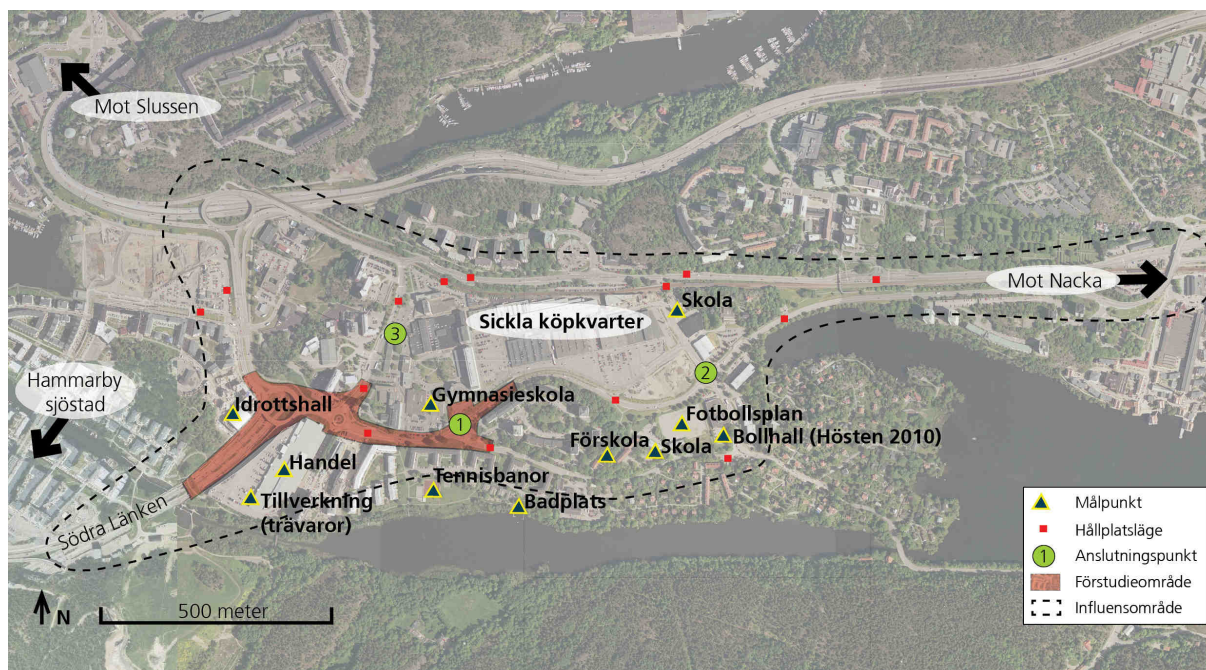 Mot Slussen
Mot Nacka
Skola
Sickla köpkvarter
3
2
Hammarby
sjöstad
Idrottshall
Gymnasieskola
1
Fotbollsplan
Bollhall (Hösten 2010)
Förskola
Skola
Handel
Tennisbanor
Tillverkning
(trävaror)
Badplats
Södra Länken
N
500 meter
Målpunkt
Hållplatsläge
1 Anslutningspunkt
Förstudieområde
Influensområde